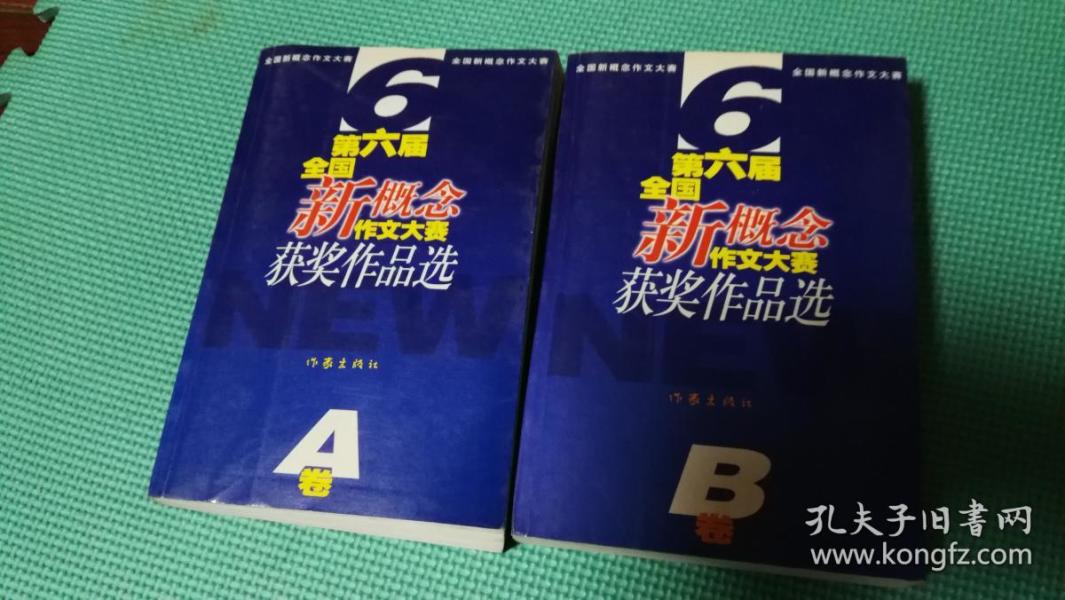 全国新概念作文大赛
6
全国新概念作文大赛
第六届
全国
新概念
作文大赛
获奖作品选
NEW
作家出版社
A
卷
全国新概念作文大赛
6
全国新概念作文大赛
第六届
全国
新概念
作文大赛
获奖作品选
NEW
作家出版社
B
卷
孔夫子旧書网
www.kongfz.com